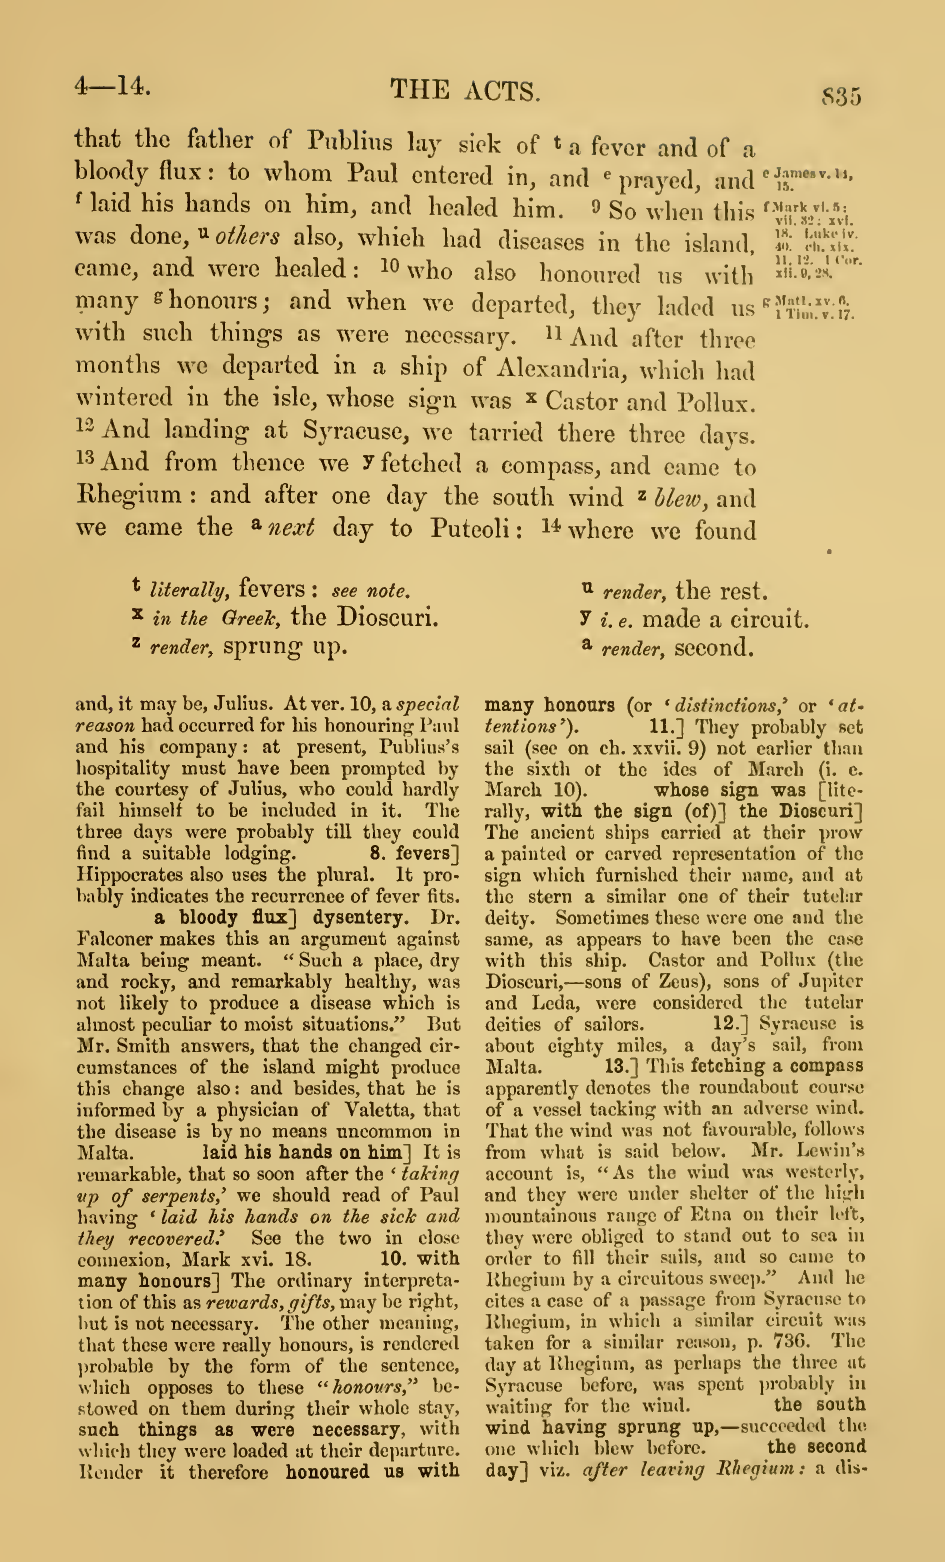 4—14.
THE ACTS.
835
that the father of Publius lay sick of t a fever and of a
bloody flux: to whom Paul entered in, and e prayed, and
f laid his hands on him, and healed him. 9 So when this
was done, u others also, which had diseases in the island,
came, and were healed: 10 who also honoured us with
many g honours; and when we departed, they laded us
with such things as were necessary. 11 And after three
months we departed in a ship of Alexandria, which had
wintered in the isle, whose sign was x Castor and Pollux.
12 And landing at Syracuse, we tarried there three days.
13 And from thence we y fetched a compass, and came to
Rhegium: and after one day the south wind z blew, and
we came the a next day to Puteoli: 14 where we found
e James v. 14,
15.
f Mark vi. 5:
vii. 32: xvi.
18. Luke iv.
40. ch. xix.
11, 12. 1 Cor.
xii. 9, 28.
g Matt. xv. 6.
1 Tim. v. 17.
t literally, fevers: see note.
u render, the rest.
x in the Greek, the Dioscuri.
y i. e. made a circuit.
z render, sprung up.
a render, second.
and, it may be, Julius. At ver. 10, a special
reason had occurred for his honouring Paul
and his company: at present, Publius's
hospitality must have been prompted by
the courtesy of Julius, who could hardly
fail himself to be included in it. The
three days were probably till they could
find a suitable lodging. 8. fevers]
Hippocrates also uses the plural. It pro-
bably indicates the recurrence of fever fits.
a bloody flux] dysentery. Dr.
Falconer makes this an argument against
Malta being meant. "Such a place, dry
and rocky, and remarkably healthy, was
not likely to produce a disease which is
almost peculiar to moist situations." But
Mr. Smith answers, that the changed cir-
cumstances of the island might produce
this change also: and besides, that he is
informed by a physician of Valetta, that
the disease is by no means uncommon in
Malta. laid his hands on him] It is
remarkable, that so soon after the 'taking
up of serpents,' we should read of Paul
having 'laid his hands on the sick and
they recovered.' See the two in close
connexion, Mark xvi. 18. 10. with
many honours] The ordinary interpreta-
tion of this as rewards, gifts, may be right,
but is not necessary. The other meaning,
that these were really honours, is rendered
probable by the form of the sentence,
which opposes to these "honours," be-
stowed on them during their whole stay,
such things as were necessary, with
which they were loaded at their departure.
Render it therefore honoured us with
many honours (or 'distinctions,' or 'at-
tentions'). 11.] They probably set
sail (see on ch. xxvii. 9) not earlier than
the sixth of the ides of March (i. e.
March 10). whose sign was [lite-
rally, with the sign (of)] the Dioscuri]
The ancient ships carried at their prow
a painted or carved representation of the
sign which furnished their name, and at
the stern a similar one of their tutelar
deity. Sometimes these were one and the
same, as appears to have been the case
with this ship. Castor and Pollux (the
Dioscuri,—sons of Zeus), sons of Jupiter
and Leda, were considered the tutelar
deities of sailors. 12.] Syracuse is
about eighty miles, a day's sail, from
Malta. 13.] This fetching a compass
apparently denotes the roundabout course
of a vessel tacking with an adverse wind.
That the wind was not favourable, follows
from what is said below. Mr. Lewin's
account is, "As the wind was westerly,
and they were under shelter of the high
mountainous range of Etna on their left,
they were obliged to stand out to sea in
order to fill their sails, and so came to
Rhegium by a circuitous sweep." And he
cites a case of a passage from Syracuse to
Rhegium, in which a similar circuit was
taken for a similar reason, p. 736. The
day at Rhegium, as perhaps the three at
Syracuse before, was spent probably in
waiting for the wind. the south
wind having sprung up,—succeeded the
one which blew before. the second
day] viz. after leaving Rhegium: a dis-